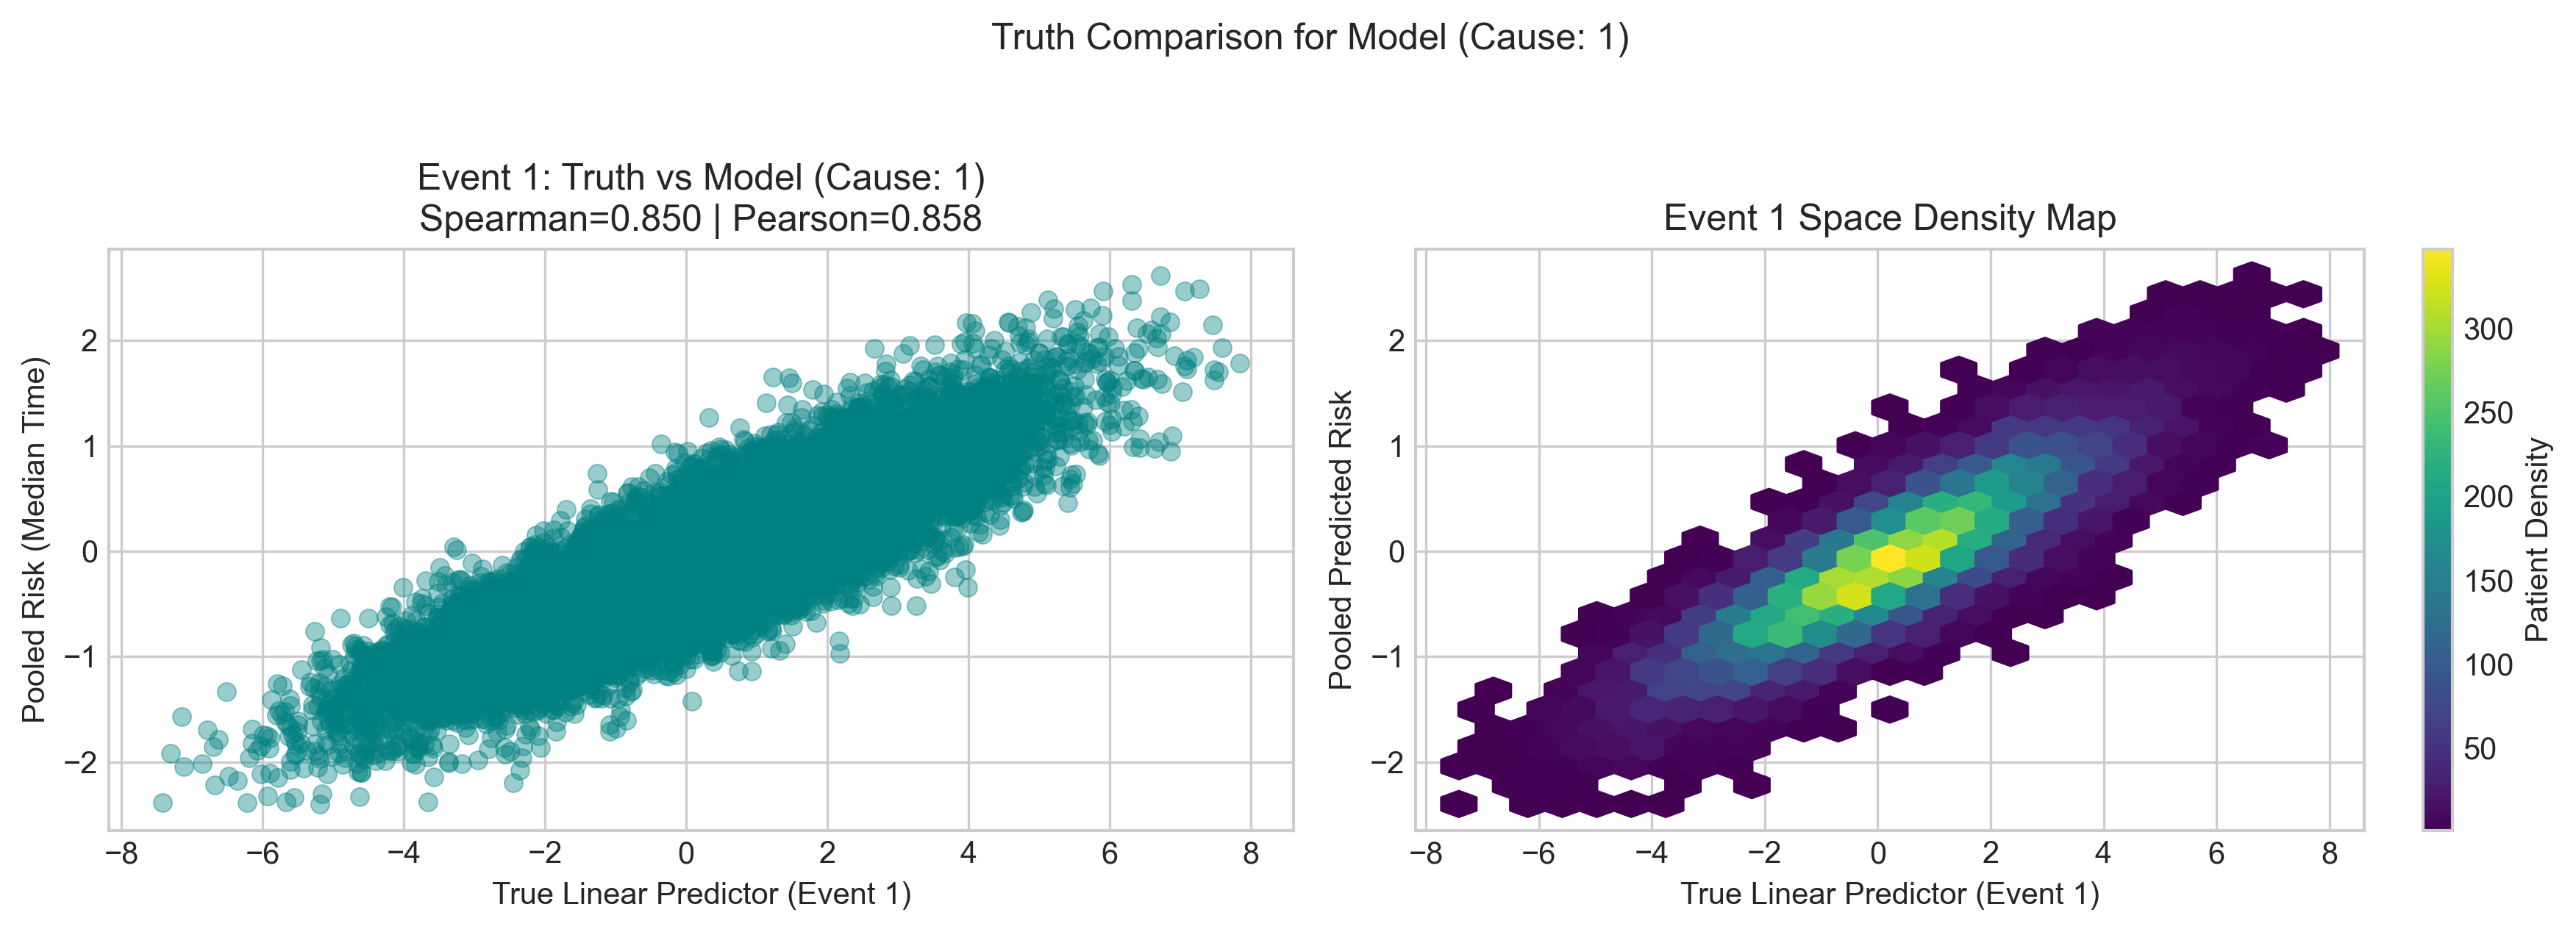 Truth Comparison for Model (Cause: 1)
Event 1: Truth vs Model (Cause: 1)
Spearman=0.850 | Pearson=0.858
Pooled Risk (Median Time)
2
1
0
−1
−2
−8 −6 −4 −2 0 2 4 6 8
True Linear Predictor (Event 1)
Event 1 Space Density Map
Pooled Predicted Risk
2
1
0
−1
−2
−8 −6 −4 −2 0 2 4 6 8
True Linear Predictor (Event 1)
300
250
200
150
100
50
Patient Density